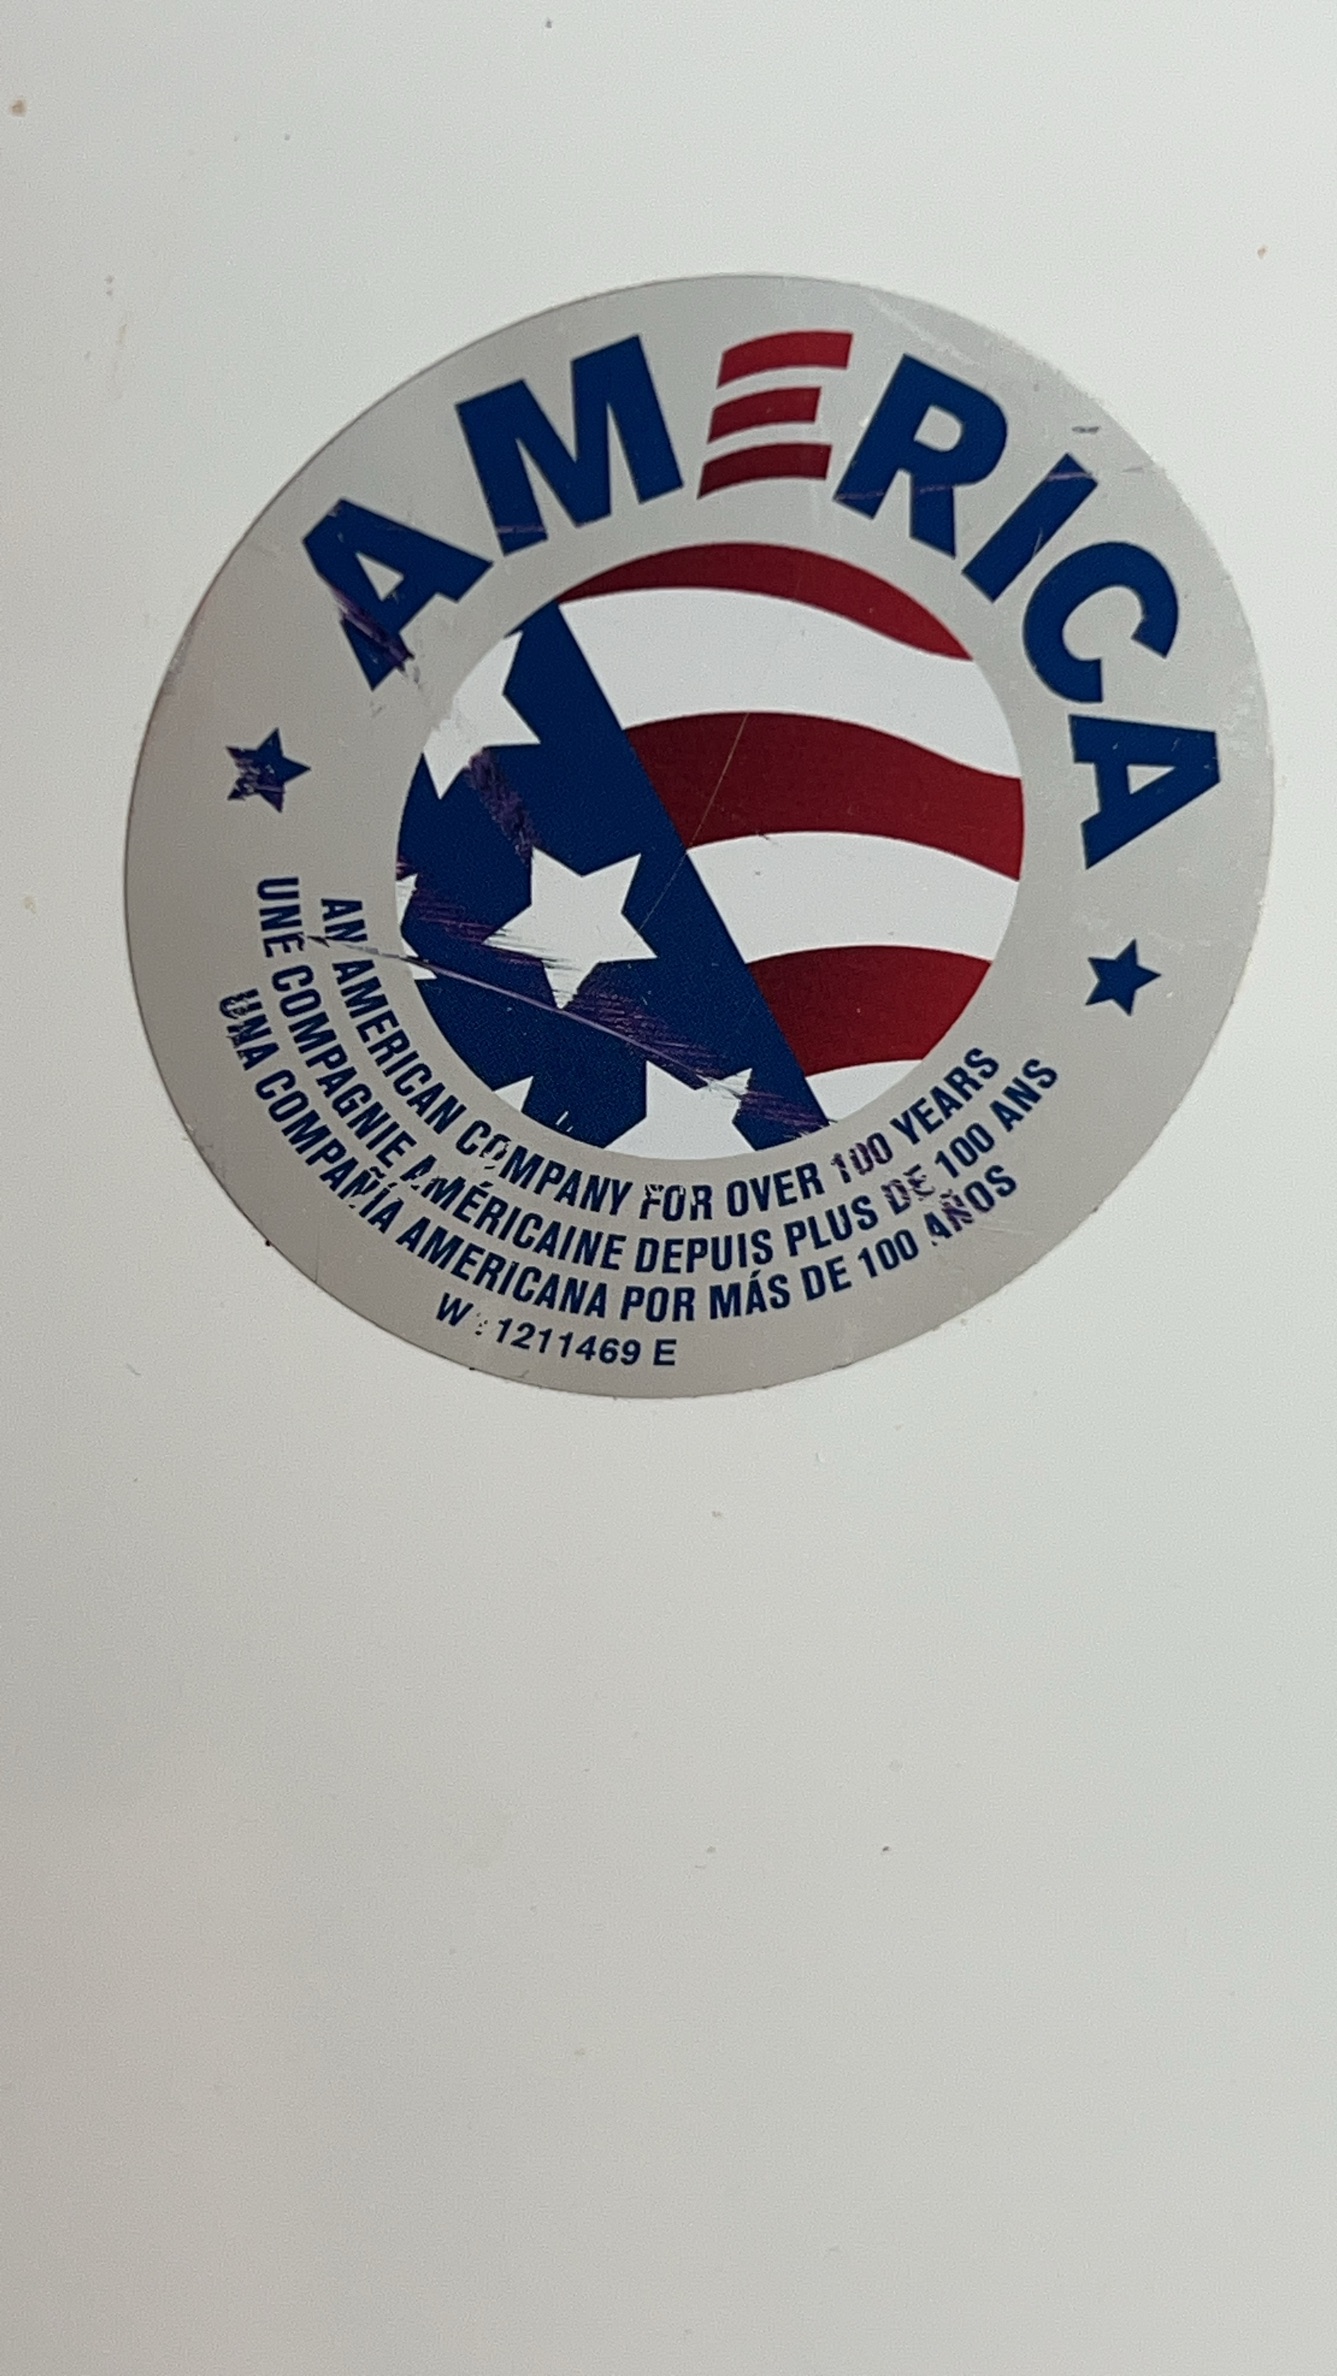 AMERICA
AN AMERICAN COMPANY FOR OVER 100 YEARS
UNE COMPAGNIE AMÉRICAINE DEPUIS PLUS DE 100 ANS
UNA COMPAÑÍA AMERICANA POR MÁS DE 100 AÑOS
W 1211469 E